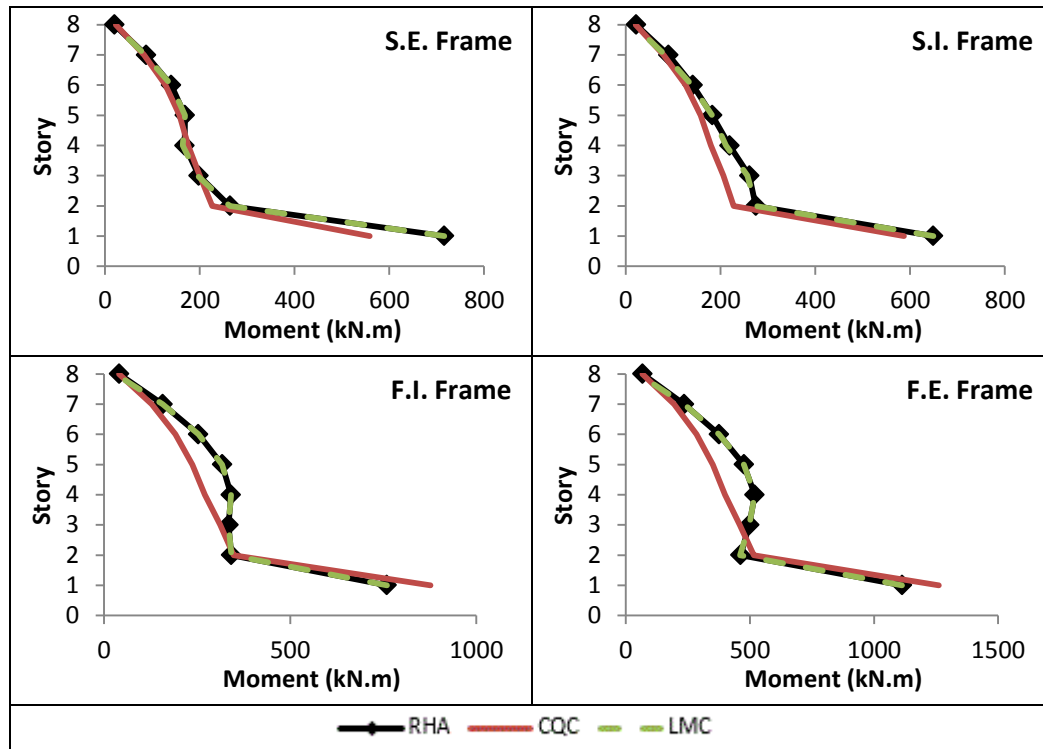 S.E. Frame
8
7
6
5
4
3
2
1
0
Story
0 200 400 600 800
Moment (kN.m)
S.I. Frame
8
7
6
5
4
3
2
1
0
Story
0 200 400 600 800
Moment (kN.m)
F.I. Frame
8
7
6
5
4
3
2
1
0
Story
0 500 1000
Moment (kN.m)
F.E. Frame
8
7
6
5
4
3
2
1
0
Story
0 500 1000 1500
Moment (kN.m)
RHA CQC LMC